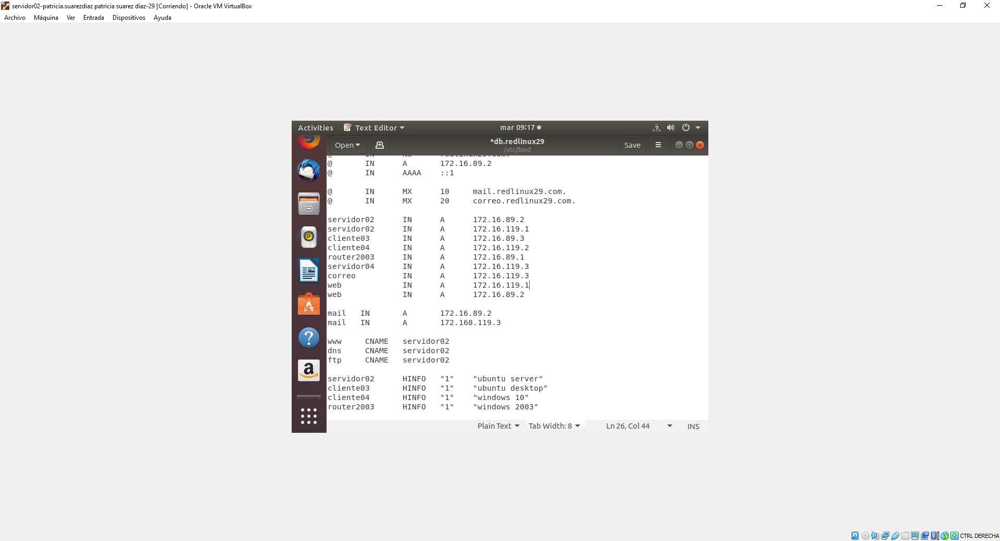 servidor02-patricia.suarezdiaz patricia suarez diaz-29 [Corriendo] - Oracle VM VirtualBox
Archivo Máquina Ver Entrada Dispositivos Ayuda
Activities Text Editor mar 09:17
Open *db.redlinux29 Save
/etc/bind
@ IN NS redlinux29.com.
@ IN A 172.16.89.2
@ IN AAAA ::1
@ IN MX 10 mail.redlinux29.com.
@ IN MX 20 correo.redlinux29.com.
servidor02 IN A 172.16.89.2
servidor02 IN A 172.16.119.1
cliente03 IN A 172.16.89.3
cliente04 IN A 172.16.119.2
router2003 IN A 172.16.89.1
servidor04 IN A 172.16.119.3
correo IN A 172.16.119.3
web IN A 172.16.119.1
web IN A 172.16.89.2
mail IN A 172.16.89.2
mail IN A 172.168.119.3
www CNAME servidor02
dns CNAME servidor02
ftp CNAME servidor02
servidor02 HINFO "1" "ubuntu server"
cliente03 HINFO "1" "ubuntu desktop"
cliente04 HINFO "1" "windows 10"
router2003 HINFO "1" "windows 2003"
Plain Text Tab Width: 8 Ln 26, Col 44 INS
CTRL DERECHA